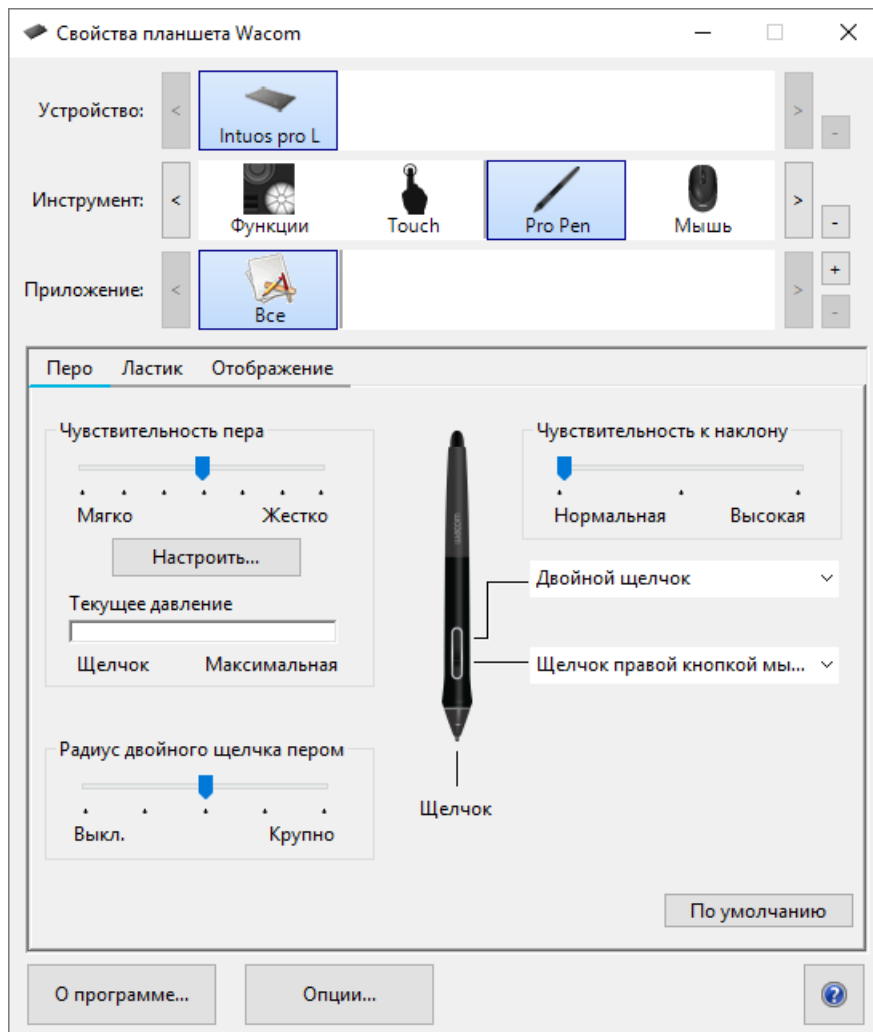 Свойства планшета Wacom
Устройство:
<
Intuos pro L
>
-
Инструмент:
<
Функции
Touch
Pro Pen
Мышь
>
-
Приложение:
<
Все
>
+
-
Перо Ластик Отображение
Чувствительность пера
Мягко Жестко
Настроить...
Текущее давление
Щелчок Максимальная
Радиус двойного щелчка пером
Выкл. Крупно
wacom
Щелчок
Чувствительность к наклону
Нормальная Высокая
Двойной щелчок
Щелчок правой кнопкой мы...
По умолчанию
О программе...
Опции...
?